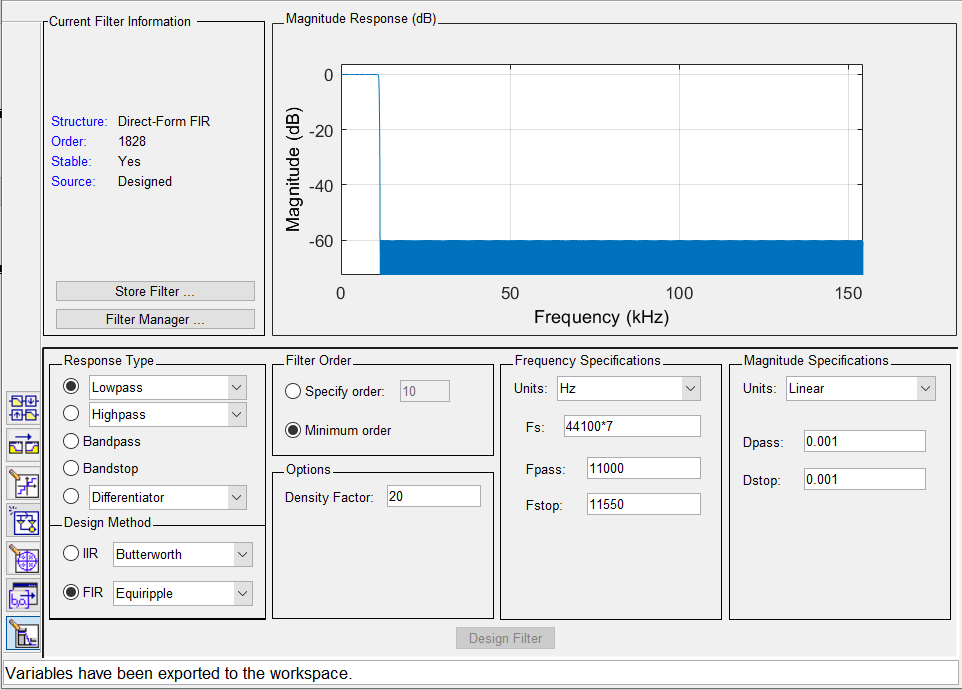 Current Filter Information
Structure: Direct-Form FIR
Order: 1828
Stable: Yes
Source: Designed
Store Filter ...
Filter Manager ...
Magnitude Response (dB)
0
-20
-40
-60
Magnitude (dB)
0 50 100 150
Frequency (kHz)
Response Type
Lowpass
Highpass
Bandpass
Bandstop
Differentiator
Design Method
IIR Butterworth
FIR Equiripple
Filter Order
Specify order: 10
Minimum order
Options
Density Factor: 20
Frequency Specifications
Units: Hz
Fs: 44100*7
Fpass: 11000
Fstop: 11550
Magnitude Specifications
Units: Linear
Dpass: 0.001
Dstop: 0.001
Design Filter
Variables have been exported to the workspace.